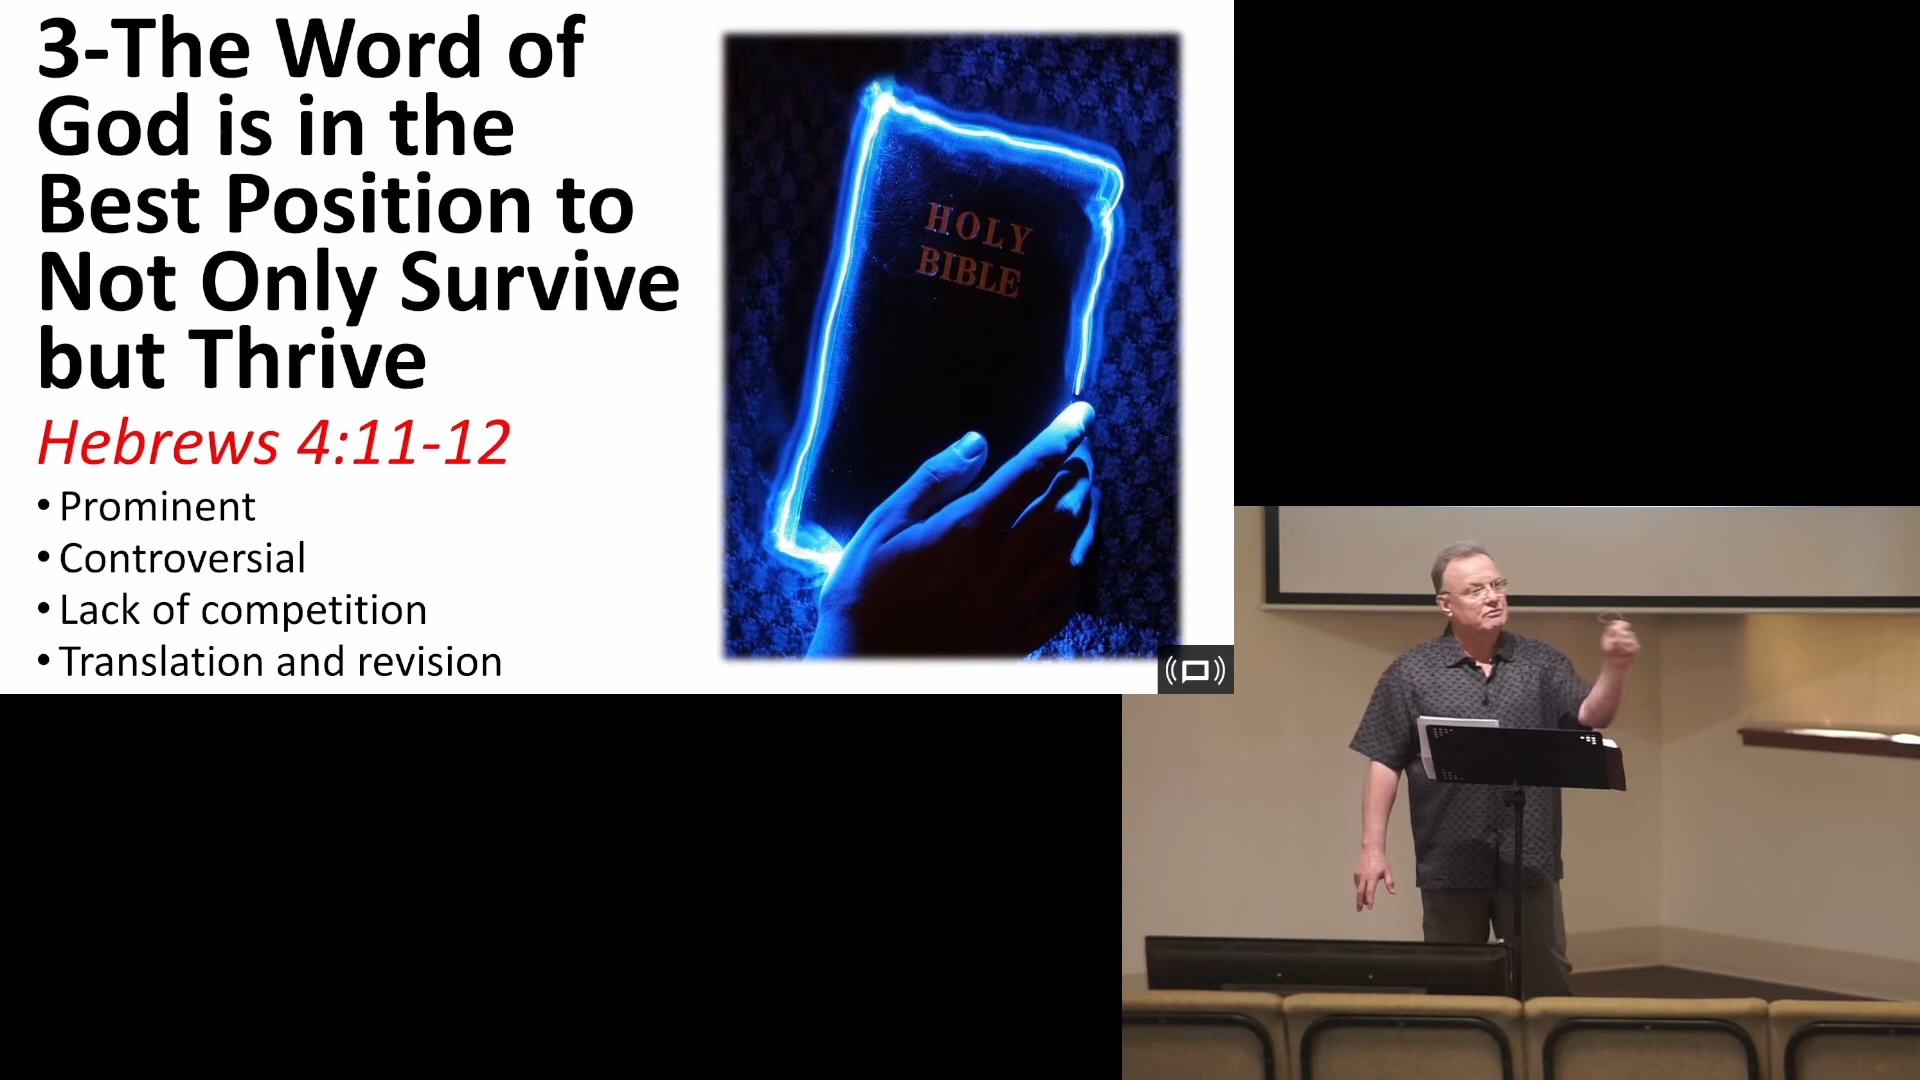 3-The Word of
God is in the
Best Position to
Not Only Survive
but Thrive
Hebrews 4:11-12
• Prominent
• Controversial
• Lack of competition
• Translation and revision
HOLY
BIBLE